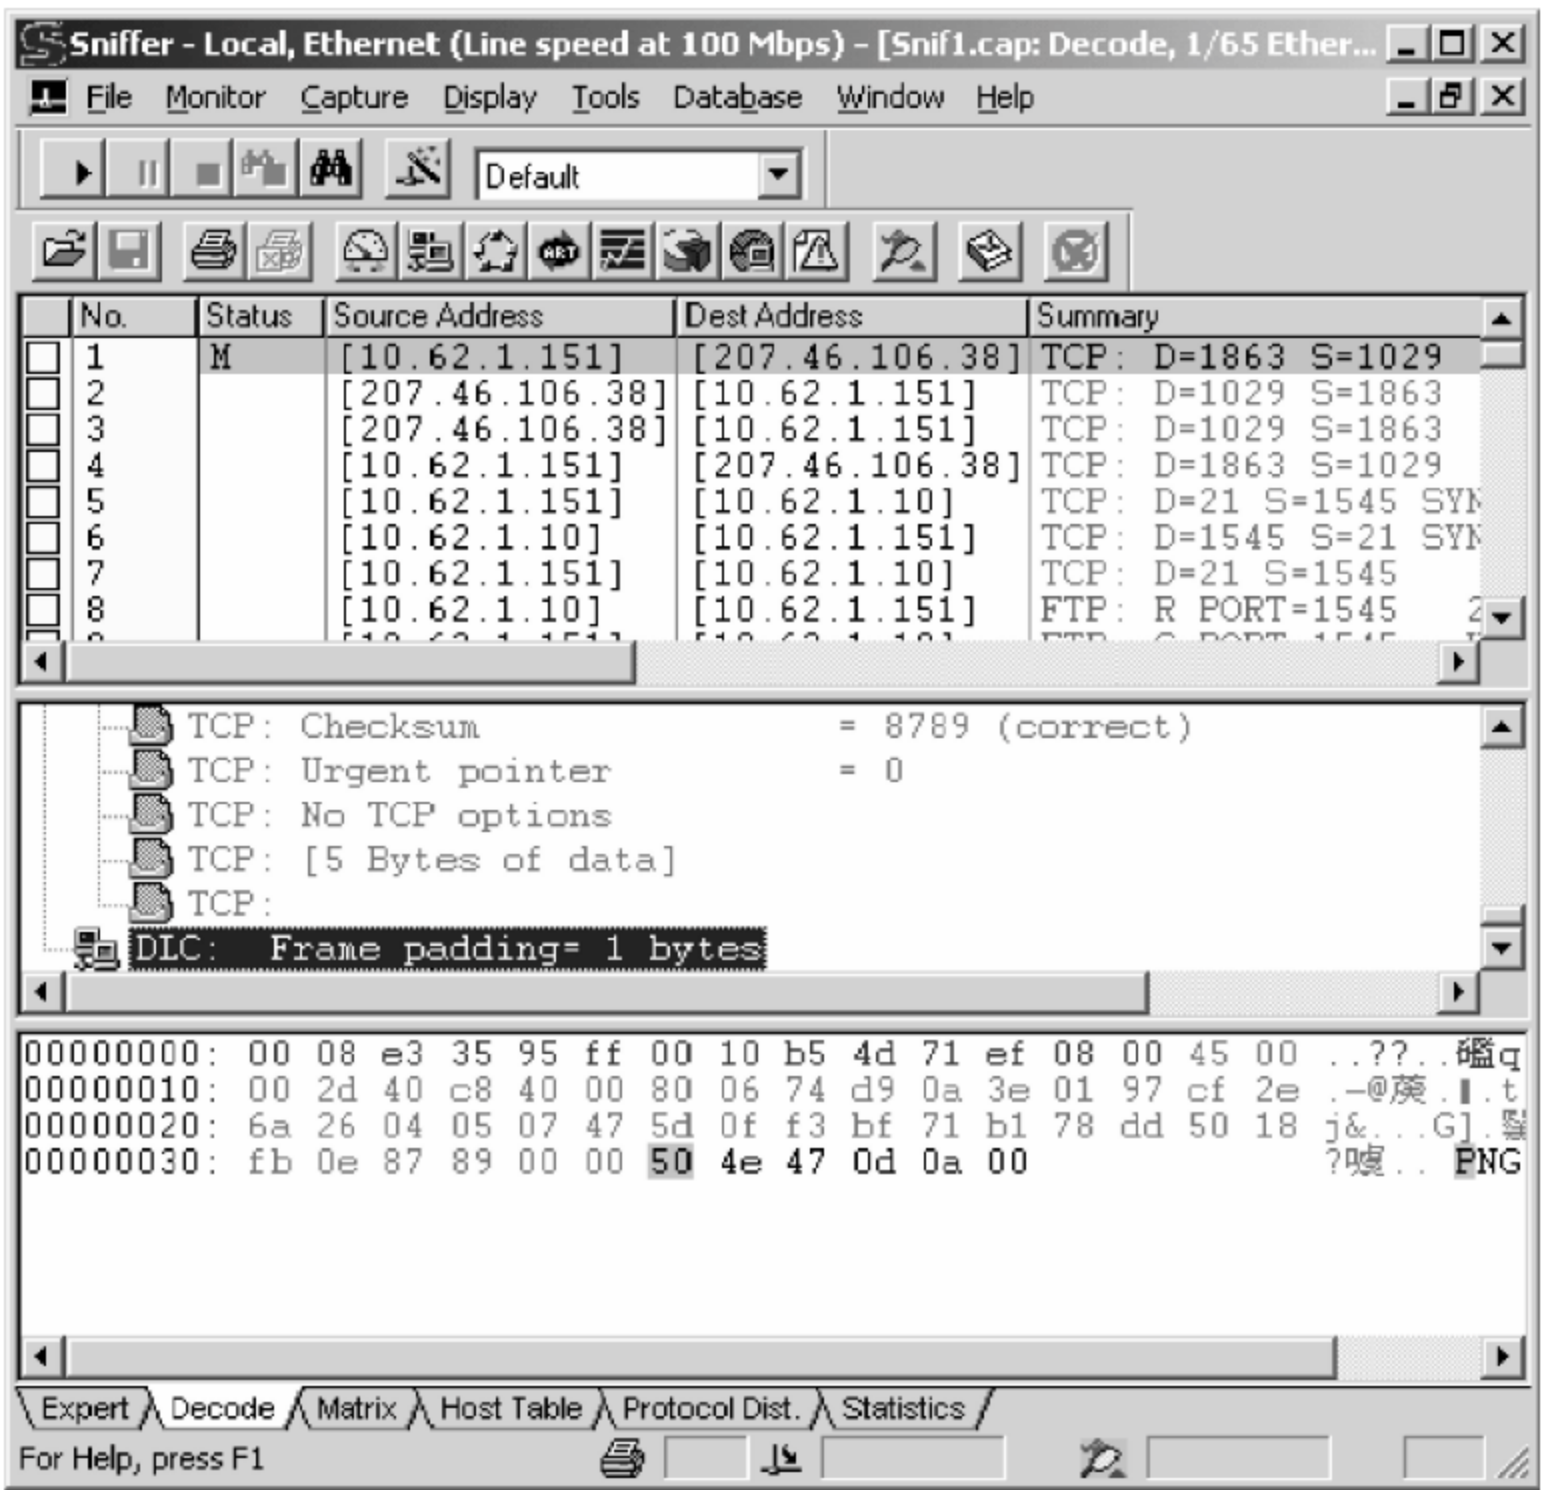 Sniffer - Local, Ethernet (Line speed at 100 Mbps) - [Snif1.cap: Decode, 1/65 Ether...
File Monitor Capture Display Tools Database Window Help
Default
No. Status Source Address Dest Address Summary
1 M [10.62.1.151] [207.46.106.38] TCP: D=1863 S=1029
2 [207.46.106.38] [10.62.1.151] TCP: D=1029 S=1863
3 [207.46.106.38] [10.62.1.151] TCP: D=1029 S=1863
4 [10.62.1.151] [207.46.106.38] TCP: D=1863 S=1029
5 [10.62.1.151] [10.62.1.10] TCP: D=21 S=1545 SYN
6 [10.62.1.10] [10.62.1.151] TCP: D=1545 S=21 SYN
7 [10.62.1.151] [10.62.1.10] TCP: D=21 S=1545
8 [10.62.1.10] [10.62.1.151] FTP: R PORT=1545 2
TCP: Checksum = 8789 (correct)
TCP: Urgent pointer = 0
TCP: No TCP options
TCP: [5 Bytes of data]
TCP:
DLC: Frame padding= 1 bytes
00000000: 00 08 e3 35 95 ff 00 10 b5 4d 71 ef 08 00 45 00 ..??.. q
00000010: 00 2d 40 c8 40 00 80 06 74 d9 0a 3e 01 97 cf 2e .-@ . .t
00000020: 6a 26 04 05 07 47 5d 0f f3 bf 71 b1 78 dd 50 18 j&...G].
00000030: fb 0e 87 89 00 00 50 4e 47 0d 0a 00 ? .. PNG
Expert Decode Matrix Host Table Protocol Dist. Statistics
For Help, press F1